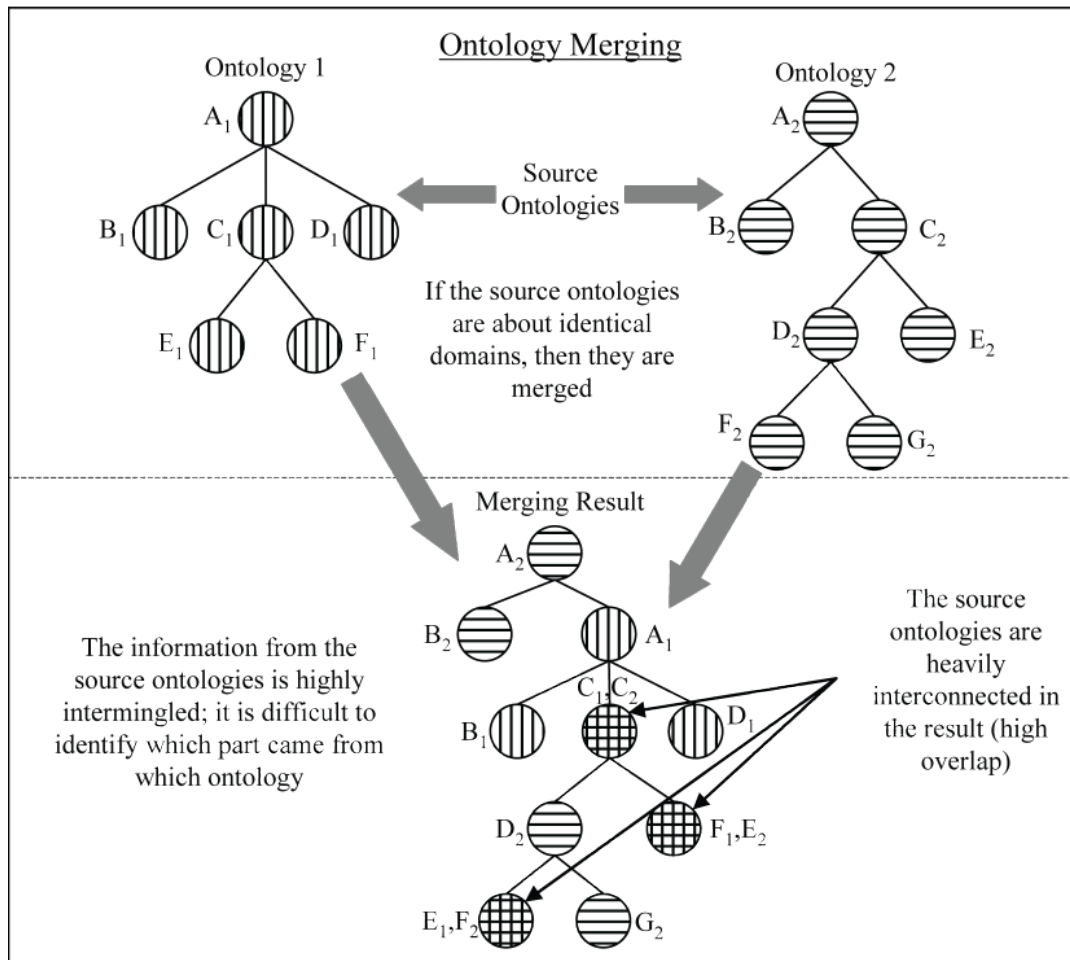 Ontology Merging
Ontology 1
Ontology 2
A₁
A₂
Source
Ontologies
B₁
C₁
D₁
B₂
C₂
If the source ontologies
are about identical
domains, then they are
merged
E₁
F₁
D₂
E₂
F₂
G₂
Merging Result
A₂
B₂
A₁
The information from the
source ontologies is highly
intermingled; it is difficult to
identify which part came from
which ontology
The source
ontologies are
heavily
interconnected in
the result (high
overlap)
C₁,C₂
B₁
D₁
D₂
F₁,E₂
E₁,F₂
G₂